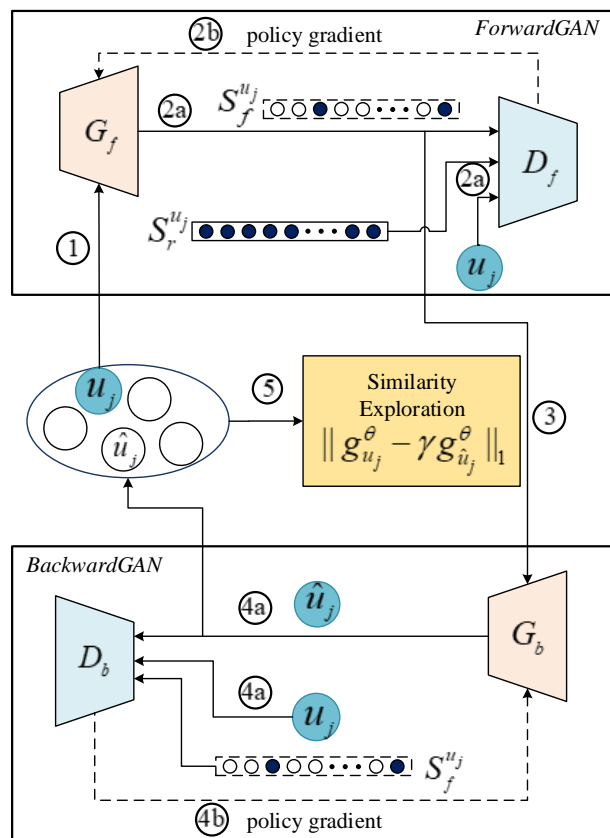 ForwardGAN
2b policy gradient
G_f
2a
S_f^{u_j}
D_f
2a
S_r^{u_j}
1
u_j
u_j
û_j
5
Similarity
Exploration
|| g_{u_j}^θ − γ g_{û_j}^θ ||_1
3
BackwardGAN
4a
û_j
G_b
D_b
4a
u_j
S_f^{u_j}
4b policy gradient